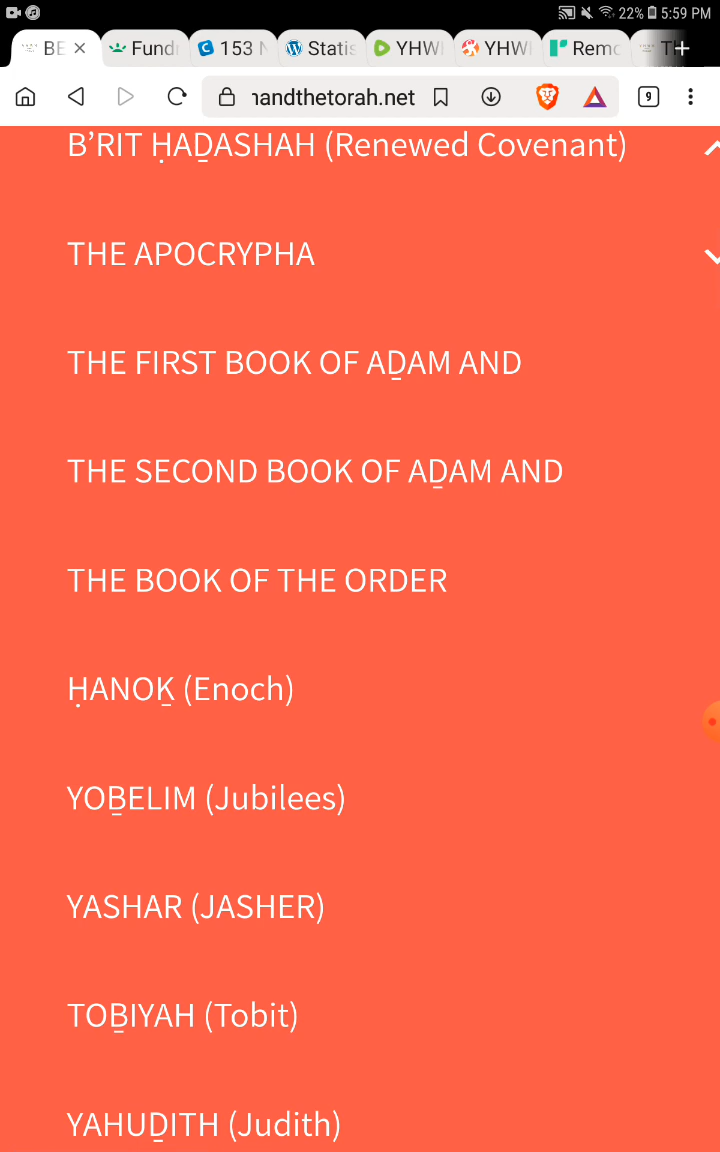 22% 5:59 PM
BE
Fund
153
Statis
YHW
YHW
Remo
handthetorah.net
9
B’RIT ḤAḎASHAH (Renewed Covenant)
THE APOCRYPHA
THE FIRST BOOK OF AḎAM AND
THE SECOND BOOK OF AḎAM AND
THE BOOK OF THE ORDER
ḤANOḴ (Enoch)
YOḆELIM (Jubilees)
YASHAR (JASHER)
TOḆIYAH (Tobit)
YAHUḎITH (Judith)